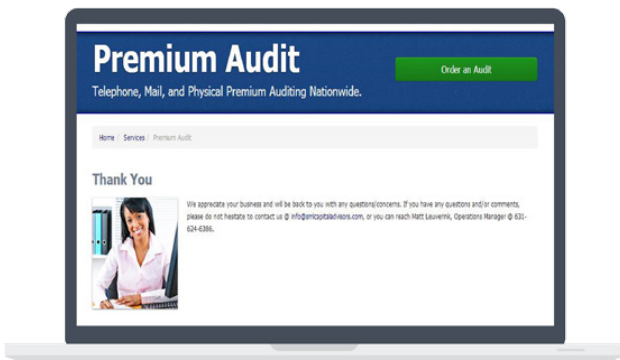 Premium Audit
Order an Audit
Telephone, Mail, and Physical Premium Auditing Nationwide.
Home / Services / Premium Audit
Thank You
We appreciate your business and will be back to you with any questions/concerns. If you have any questions and/or comments,
please do not hesitate to contact us @ info@smicapitaladvisors.com, or you can reach Matt Leuvernk, Operations Manager @ 631-
624-6386.